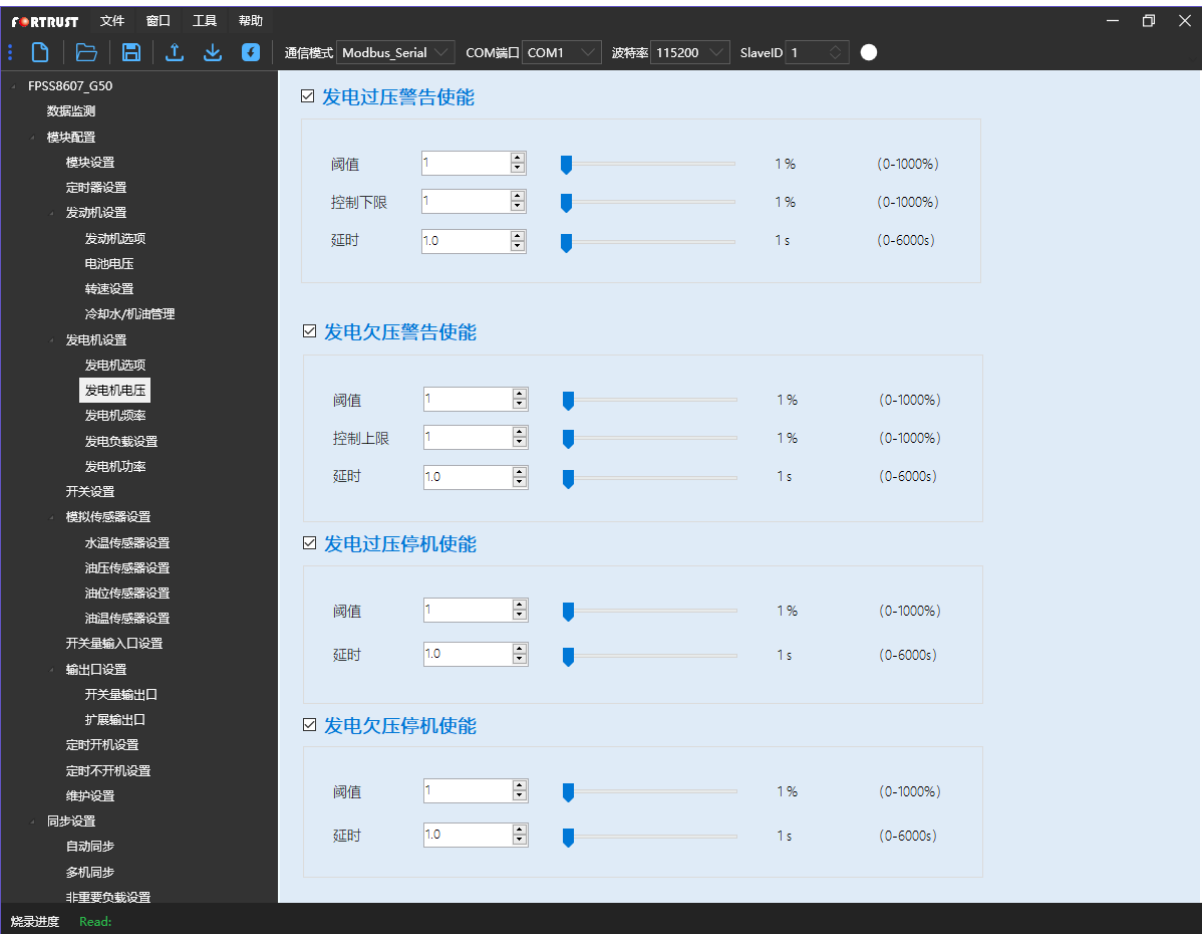 FORTRUST 文件 窗口 工具 帮助
通信模式 Modbus_Serial COM端口 COM1 波特率 115200 SlaveID 1
FPSS8607_G50
数据监测
模块配置
模块设置
定时器设置
发动机设置
发动机选项
电池电压
转速设置
冷却水/机油管理
发电机设置
发电机选项
发电机电压
发电机频率
发电负载设置
发电机功率
开关设置
模拟传感器设置
水温传感器设置
油压传感器设置
油位传感器设置
油温传感器设置
开关量输入口设置
输出口设置
开关量输出口
扩展输出口
定时开机设置
定时不开机设置
维护设置
同步设置
自动同步
多机同步
非重要负载设置
发电过压警告使能
阈值 1 1 % (0-1000%)
控制下限 1 1 % (0-1000%)
延时 1.0 1 s (0-6000s)
发电欠压警告使能
阈值 1 1 % (0-1000%)
控制上限 1 1 % (0-1000%)
延时 1.0 1 s (0-6000s)
发电过压停机使能
阈值 1 1 % (0-1000%)
延时 1.0 1 s (0-6000s)
发电欠压停机使能
阈值 1 1 % (0-1000%)
延时 1.0 1 s (0-6000s)
烧录进度 Read: